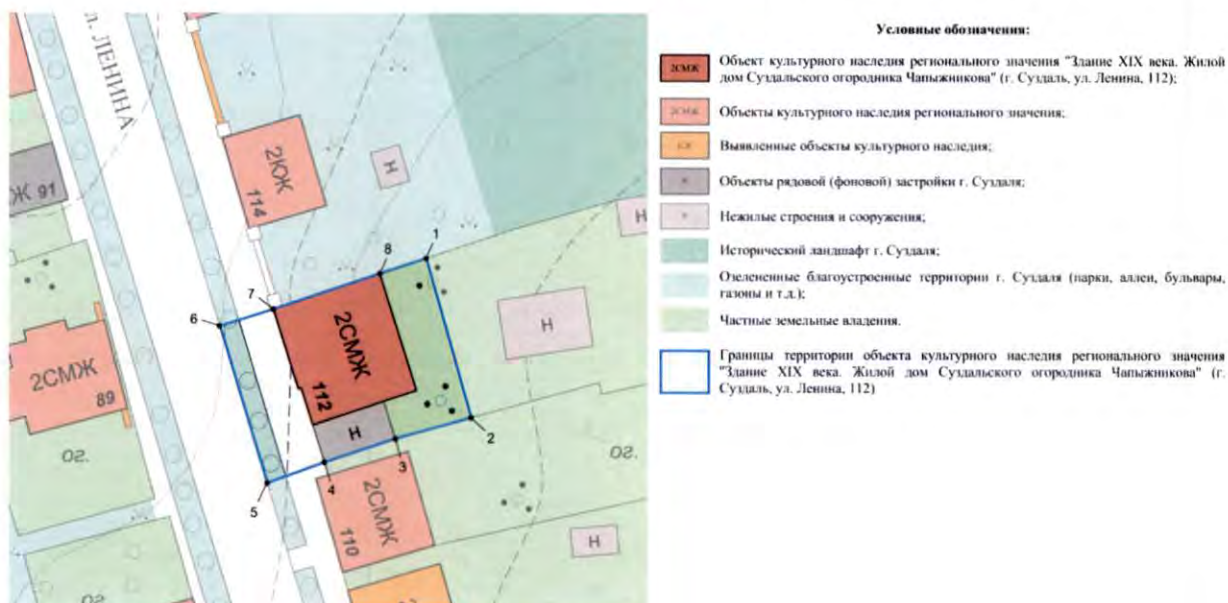 л. ЛЕНИНА
Ж 91
2КЖ
114
Н
Н
1
8
7
6
2СМЖ
112
Н
2СМЖ
89
Н
2
3
4
5
ОГ.
ОГ.
2СМЖ
110
Н
ОГ.
Условные обозначения:
2СМЖ
Объект культурного наследия регионального значения "Здание XIX века. Жилой
дом Суздальского огородника Чапыжникова" (г. Суздаль, ул. Ленина, 112);
2СМЖ
Объекты культурного наследия регионального значения;
Выявленные объекты культурного наследия;
Объекты рядовой (фоновой) застройки г. Суздаля;
Нежилые строения и сооружения;
Исторический ландшафт г. Суздаля;
Озелененные благоустроенные территории г. Суздаля (парки, аллеи, бульвары,
газоны и т.д.);
Частные земельные владения.
Границы территории объекта культурного наследия регионального значения
"Здание XIX века. Жилой дом Суздальского огородника Чапыжникова" (г.
Суздаль, ул. Ленина, 112)